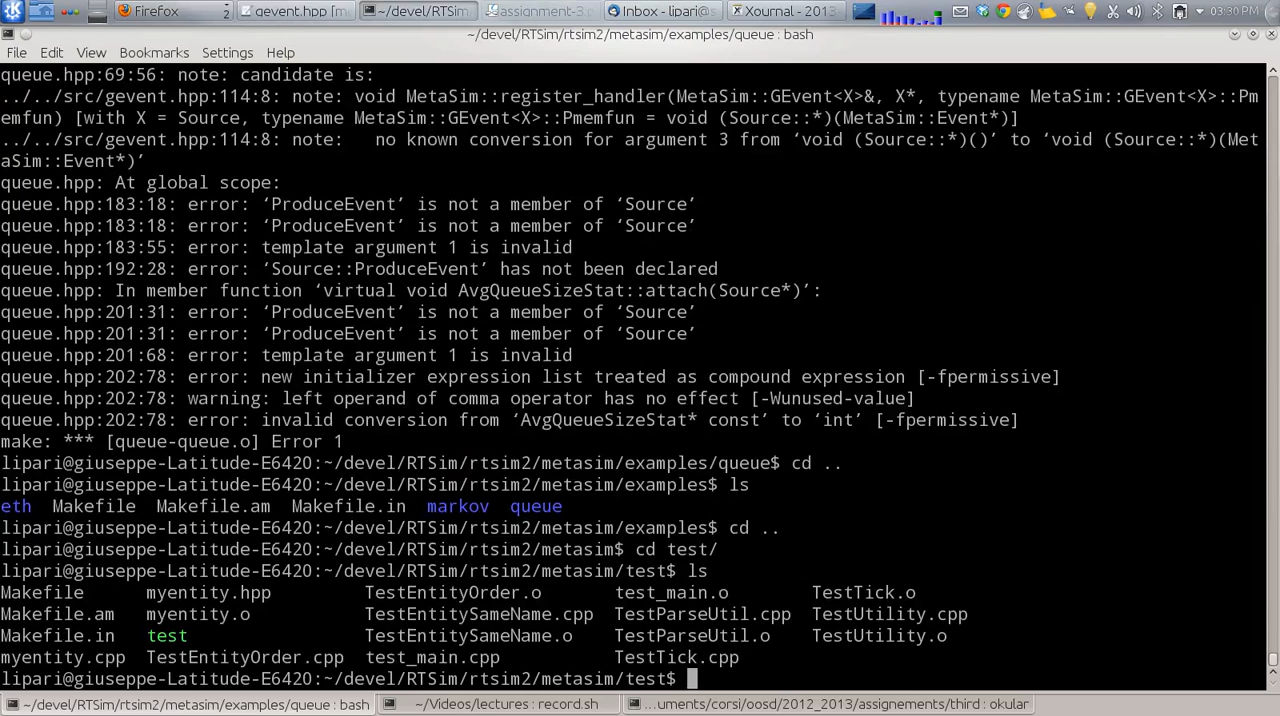 Firefox
2
gevent.hpp [m
~/devel/RTSim
assignment-3.p
Inbox - lipari@
Journal - 2013
03:30 PM
~/devel/RTSim/rtsim2/metasim/examples/queue : bash
File Edit View Bookmarks Settings Help
queue.hpp:69:56: note: candidate is:
../../src/gevent.hpp:114:8: note: void MetaSim::register_handler(MetaSim::GEvent<X>&, X*, typename MetaSim::GEvent<X>::Pm
emfun) [with X = Source, typename MetaSim::GEvent<X>::Pmemfun = void (Source::*)(MetaSim::Event*)]
../../src/gevent.hpp:114:8: note:   no known conversion for argument 3 from ‘void (Source::*)()’ to ‘void (Source::*)(Met
aSim::Event*)’
queue.hpp: At global scope:
queue.hpp:183:18: error: ‘ProduceEvent’ is not a member of ‘Source’
queue.hpp:183:18: error: ‘ProduceEvent’ is not a member of ‘Source’
queue.hpp:183:55: error: template argument 1 is invalid
queue.hpp:192:28: error: ‘Source::ProduceEvent’ has not been declared
queue.hpp: In member function ‘virtual void AvgQueueSizeStat::attach(Source*)’:
queue.hpp:201:31: error: ‘ProduceEvent’ is not a member of ‘Source’
queue.hpp:201:31: error: ‘ProduceEvent’ is not a member of ‘Source’
queue.hpp:201:68: error: template argument 1 is invalid
queue.hpp:202:78: error: new initializer expression list treated as compound expression [-fpermissive]
queue.hpp:202:78: warning: left operand of comma operator has no effect [-Wunused-value]
queue.hpp:202:78: error: invalid conversion from ‘AvgQueueSizeStat* const’ to ‘int’ [-fpermissive]
make: *** [queue-queue.o] Error 1
lipari@giuseppe-Latitude-E6420:~/devel/RTSim/rtsim2/metasim/examples/queue$ cd ..
lipari@giuseppe-Latitude-E6420:~/devel/RTSim/rtsim2/metasim/examples$ ls
eth  Makefile  Makefile.am  Makefile.in  markov  queue
lipari@giuseppe-Latitude-E6420:~/devel/RTSim/rtsim2/metasim/examples$ cd ..
lipari@giuseppe-Latitude-E6420:~/devel/RTSim/rtsim2/metasim$ cd test/
lipari@giuseppe-Latitude-E6420:~/devel/RTSim/rtsim2/metasim/test$ ls
Makefile     myentity.hpp         TestEntityOrder.o       test_main.o        TestTick.o
Makefile.am  myentity.o           TestEntitySameName.cpp  TestParseUtil.cpp  TestUtility.cpp
Makefile.in  test                 TestEntitySameName.o    TestParseUtil.o    TestUtility.o
myentity.cpp  TestEntityOrder.cpp  test_main.cpp           TestTick.cpp
lipari@giuseppe-Latitude-E6420:~/devel/RTSim/rtsim2/metasim/test$
~/devel/RTSim/rtsim2/metasim/examples/queue : bash
~/Videos/lectures : record.sh
...uments/corsi/oosd/2012_2013/assignements/third : okular